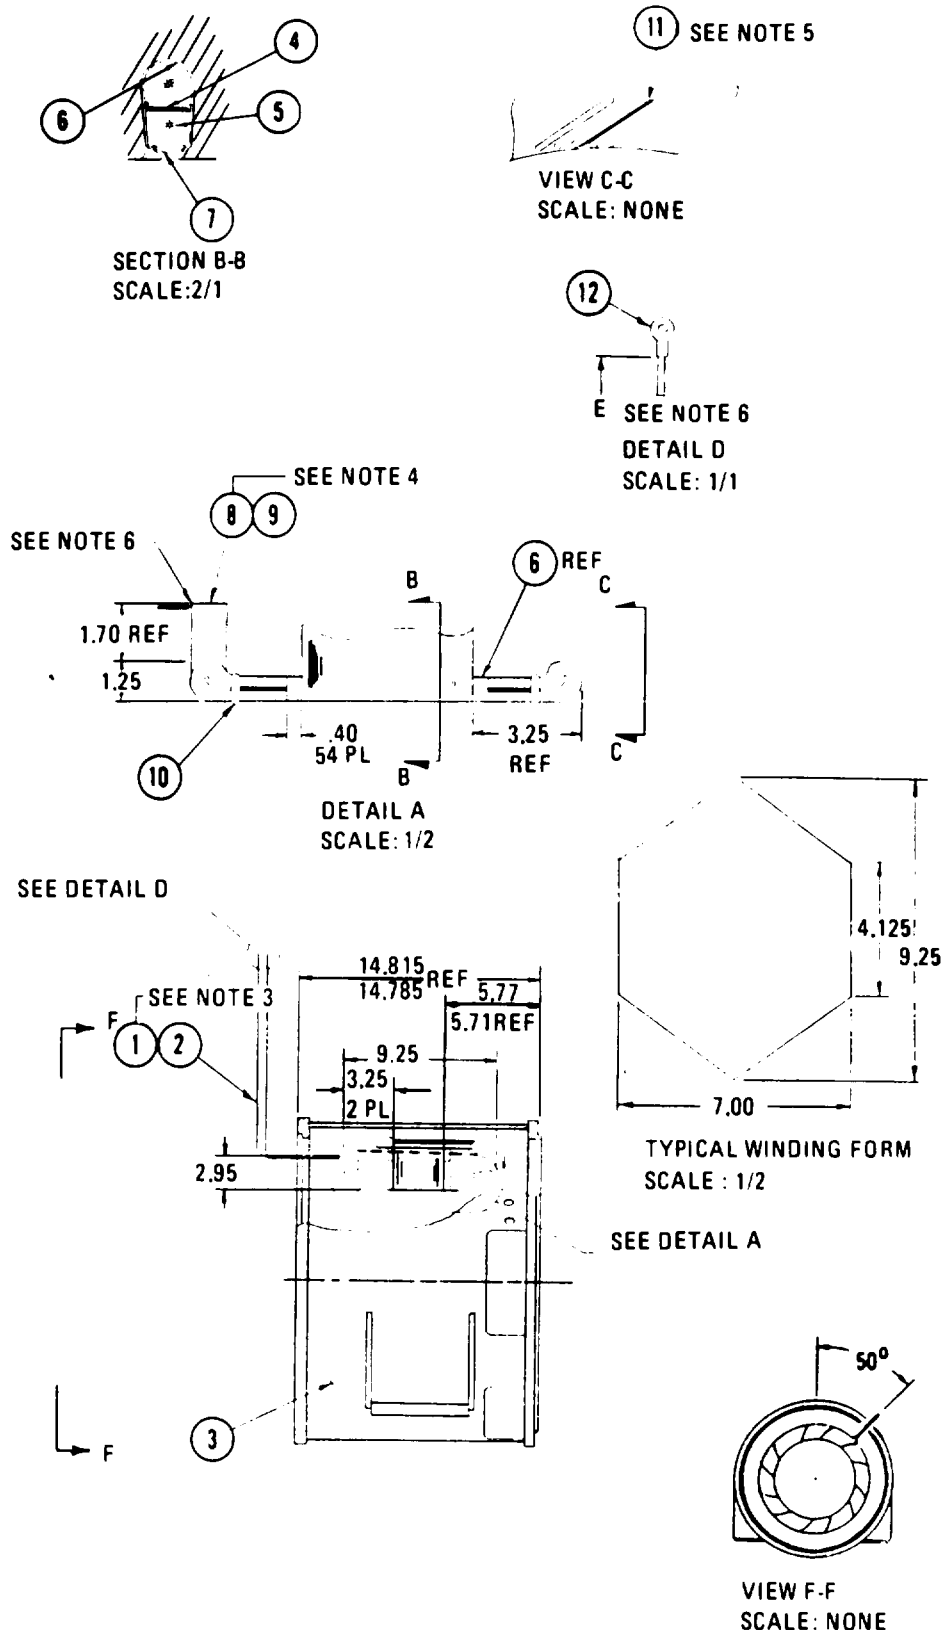 4
6
5
7
SECTION B-B
SCALE:2/1
11 SEE NOTE 5
VIEW C-C
SCALE: NONE
12
E SEE NOTE 6
DETAIL D
SCALE: 1/1
SEE NOTE 4
8 9
SEE NOTE 6
6 REF
B
C
1.70 REF
1.25
.40
54 PL
3.25
REF
B
C
10
DETAIL A
SCALE: 1/2
SEE DETAIL D
4.125
9.25
7.00
TYPICAL WINDING FORM
SCALE : 1/2
14.815
14.785 REF
5.77
5.71REF
SEE NOTE 3
F
1 2
9.25
3.25
2 PL
2.95
SEE DETAIL A
3
F
50°
VIEW F-F
SCALE: NONE